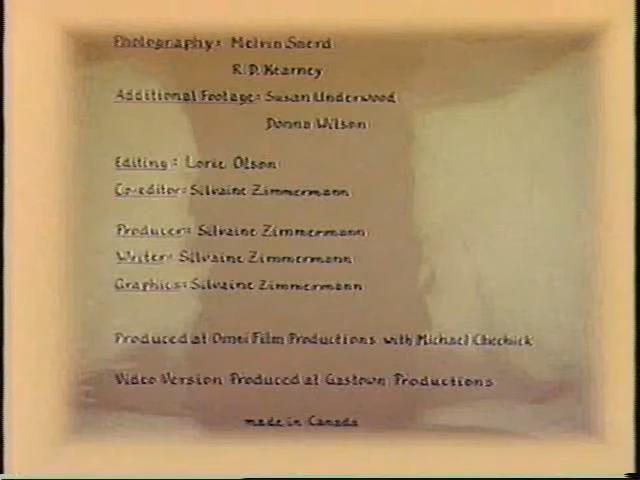 Photography: Melvin Snerd
R.D. Kearney
Additional Footage: Susan Underwood
Donna Wilson
Editing: Lorie Olson
Co-editor: Silvaine Zimmermann
Producer: Silvaine Zimmermann
Writer: Silvaine Zimmermann
Graphics: Silvaine Zimmermann
Produced at Omni Film Productions with Michael Chechick
Video Version Produced at Gastown Productions
made in Canada